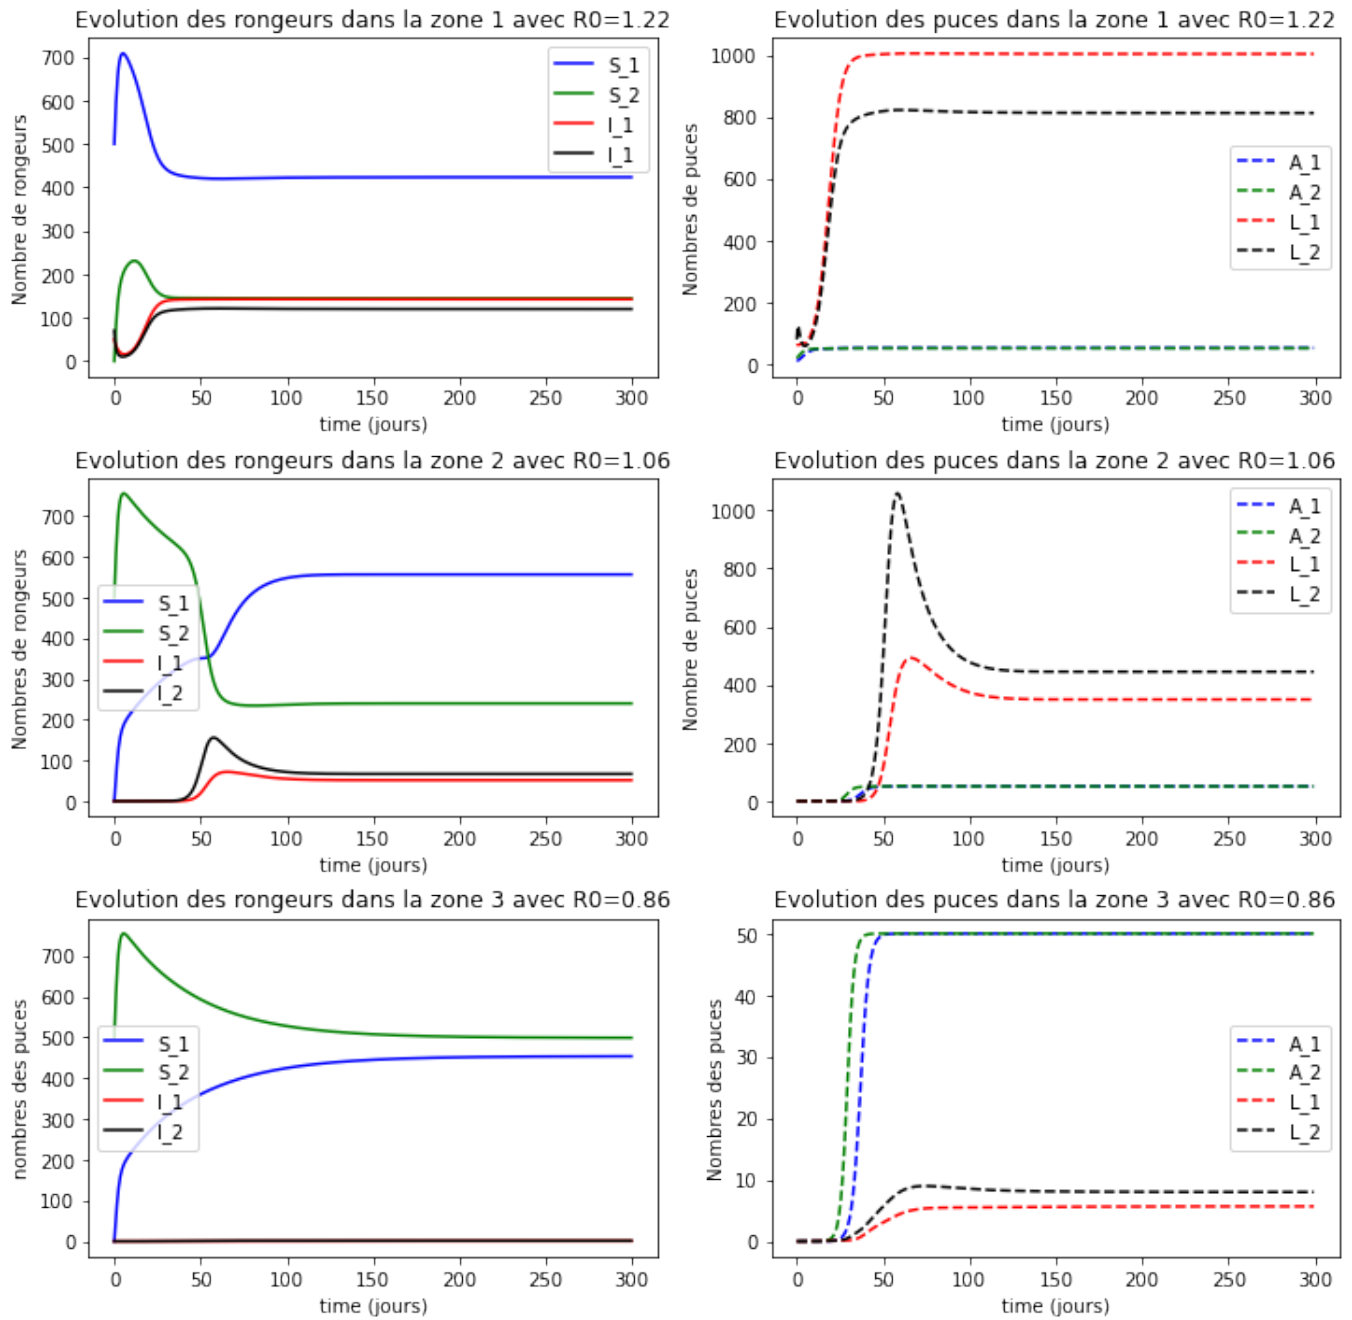 Evolution des rongeurs dans la zone 1 avec R0=1.22
Nombre de rongeurs
700
600
500
400
300
200
100
0
S_1
S_2
I_1
I_1
0 50 100 150 200 250 300
time (jours)
Evolution des puces dans la zone 1 avec R0=1.22
Nombres de puces
1000
800
600
400
200
0
A_1
A_2
L_1
L_2
0 50 100 150 200 250 300
time (jours)
Evolution des rongeurs dans la zone 2 avec R0=1.06
Nombres de rongeurs
700
600
500
400
300
200
100
0
S_1
S_2
I_1
I_2
0 50 100 150 200 250 300
time (jours)
Evolution des puces dans la zone 2 avec R0=1.06
Nombre de puces
1000
800
600
400
200
0
A_1
A_2
L_1
L_2
0 50 100 150 200 250 300
time (jours)
Evolution des rongeurs dans la zone 3 avec R0=0.86
nombres des puces
700
600
500
400
300
200
100
0
S_1
S_2
I_1
I_2
0 50 100 150 200 250 300
time (jours)
Evolution des puces dans la zone 3 avec R0=0.86
Nombres des puces
50
40
30
20
10
0
A_1
A_2
L_1
L_2
0 50 100 150 200 250 300
time (jours)